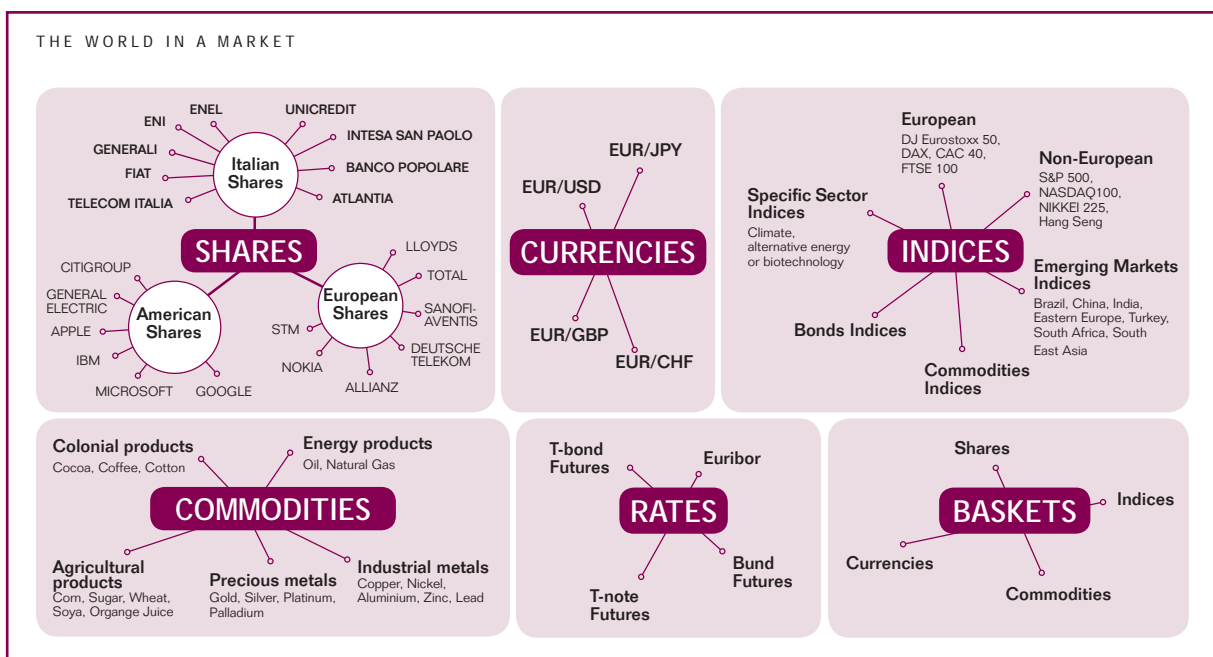 THE WORLD IN A MARKET
ENEL
UNICREDIT
ENI
INTESA SAN PAOLO
GENERALI
Italian
Shares
BANCO POPOLARE
FIAT
TELECOM ITALIA
ATLANTIA
SHARES
CITIGROUP
GENERAL
ELECTRIC
American
Shares
APPLE
IBM
MICROSOFT
GOOGLE
LLOYDS
TOTAL
European
Shares
SANOFI-
AVENTIS
STM
DEUTSCHE
TELEKOM
NOKIA
ALLIANZ
EUR/JPY
EUR/USD
CURRENCIES
EUR/GBP
EUR/CHF
European
DJ Eurostoxx 50,
DAX, CAC 40,
FTSE 100
Non-European
S&P 500,
NASDAQ100,
NIKKEI 225,
Hang Seng
Specific Sector
Indices
Climate,
alternative energy
or biotechnology
INDICES
Emerging Markets
Indices
Brazil, China, India,
Eastern Europe, Turkey,
South Africa, South
East Asia
Bonds Indices
Commodities
Indices
Colonial products
Cocoa, Coffee, Cotton
Energy products
Oil, Natural Gas
COMMODITIES
Agricultural
products
Corn, Sugar, Wheat,
Soya, Organge Juice
Precious metals
Gold, Silver, Platinum,
Palladium
Industrial metals
Copper, Nickel,
Aluminium, Zinc, Lead
T-bond
Futures
Euribor
RATES
Bund
Futures
T-note
Futures
Shares
Indices
BASKETS
Currencies
Commodities